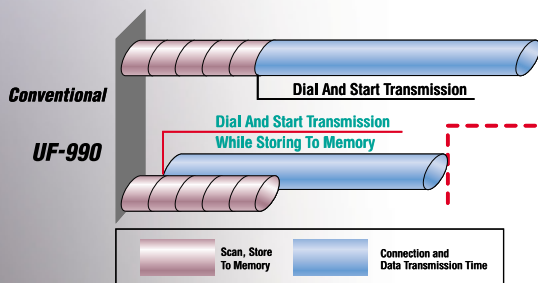 Conventional
Dial And Start Transmission
Dial And Start Transmission
While Storing To Memory
UF-990
Scan, Store
To Memory
Connection and
Data Transmission Time